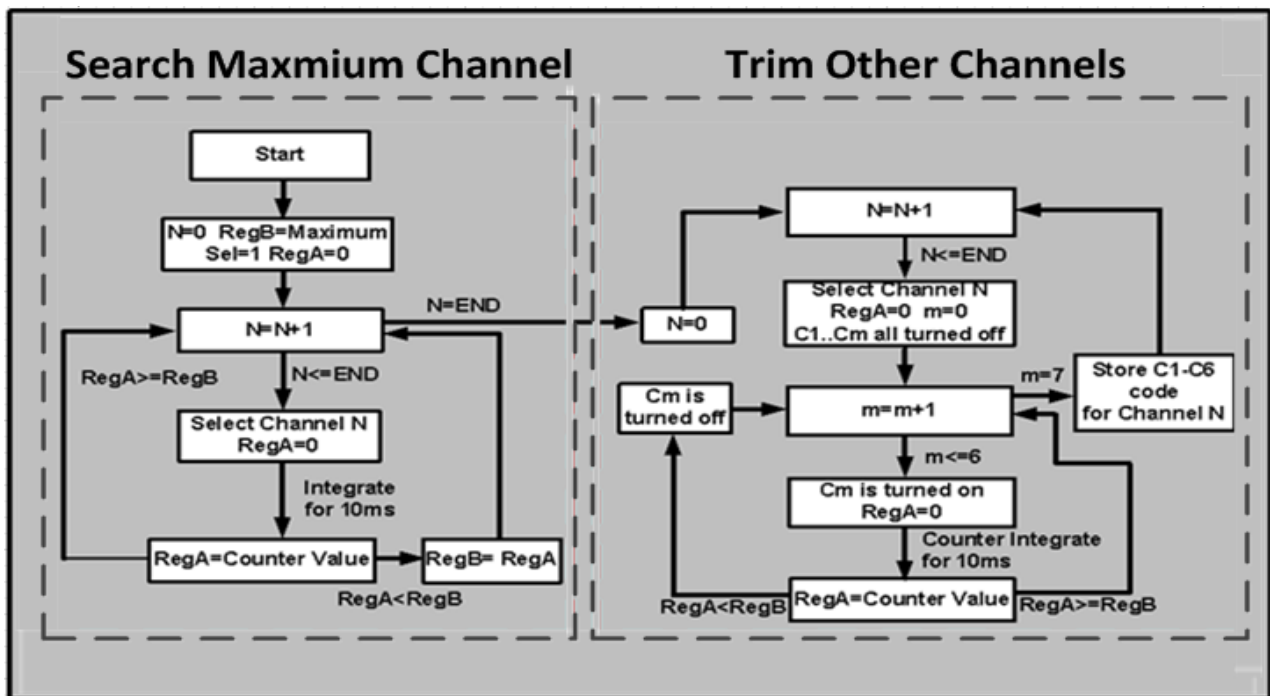 Search Maxmium Channel
Start
N=0 RegB=Maximum
Sel=1 RegA=0
N=N+1
N=END
RegA>=RegB
N<=END
Select Channel N
RegA=0
Integrate
for 10ms
RegA=Counter Value
RegB= RegA
RegA<RegB
Trim Other Channels
N=N+1
N<=END
N=0
Select Channel N
RegA=0 m=0
C1..Cm all turned off
Cm is
turned off
m=m+1
m=7
Store C1-C6
code
for Channel N
m<=6
Cm is turned on
RegA=0
Counter Integrate
for 10ms
RegA<RegB
RegA=Counter Value
RegA>=RegB